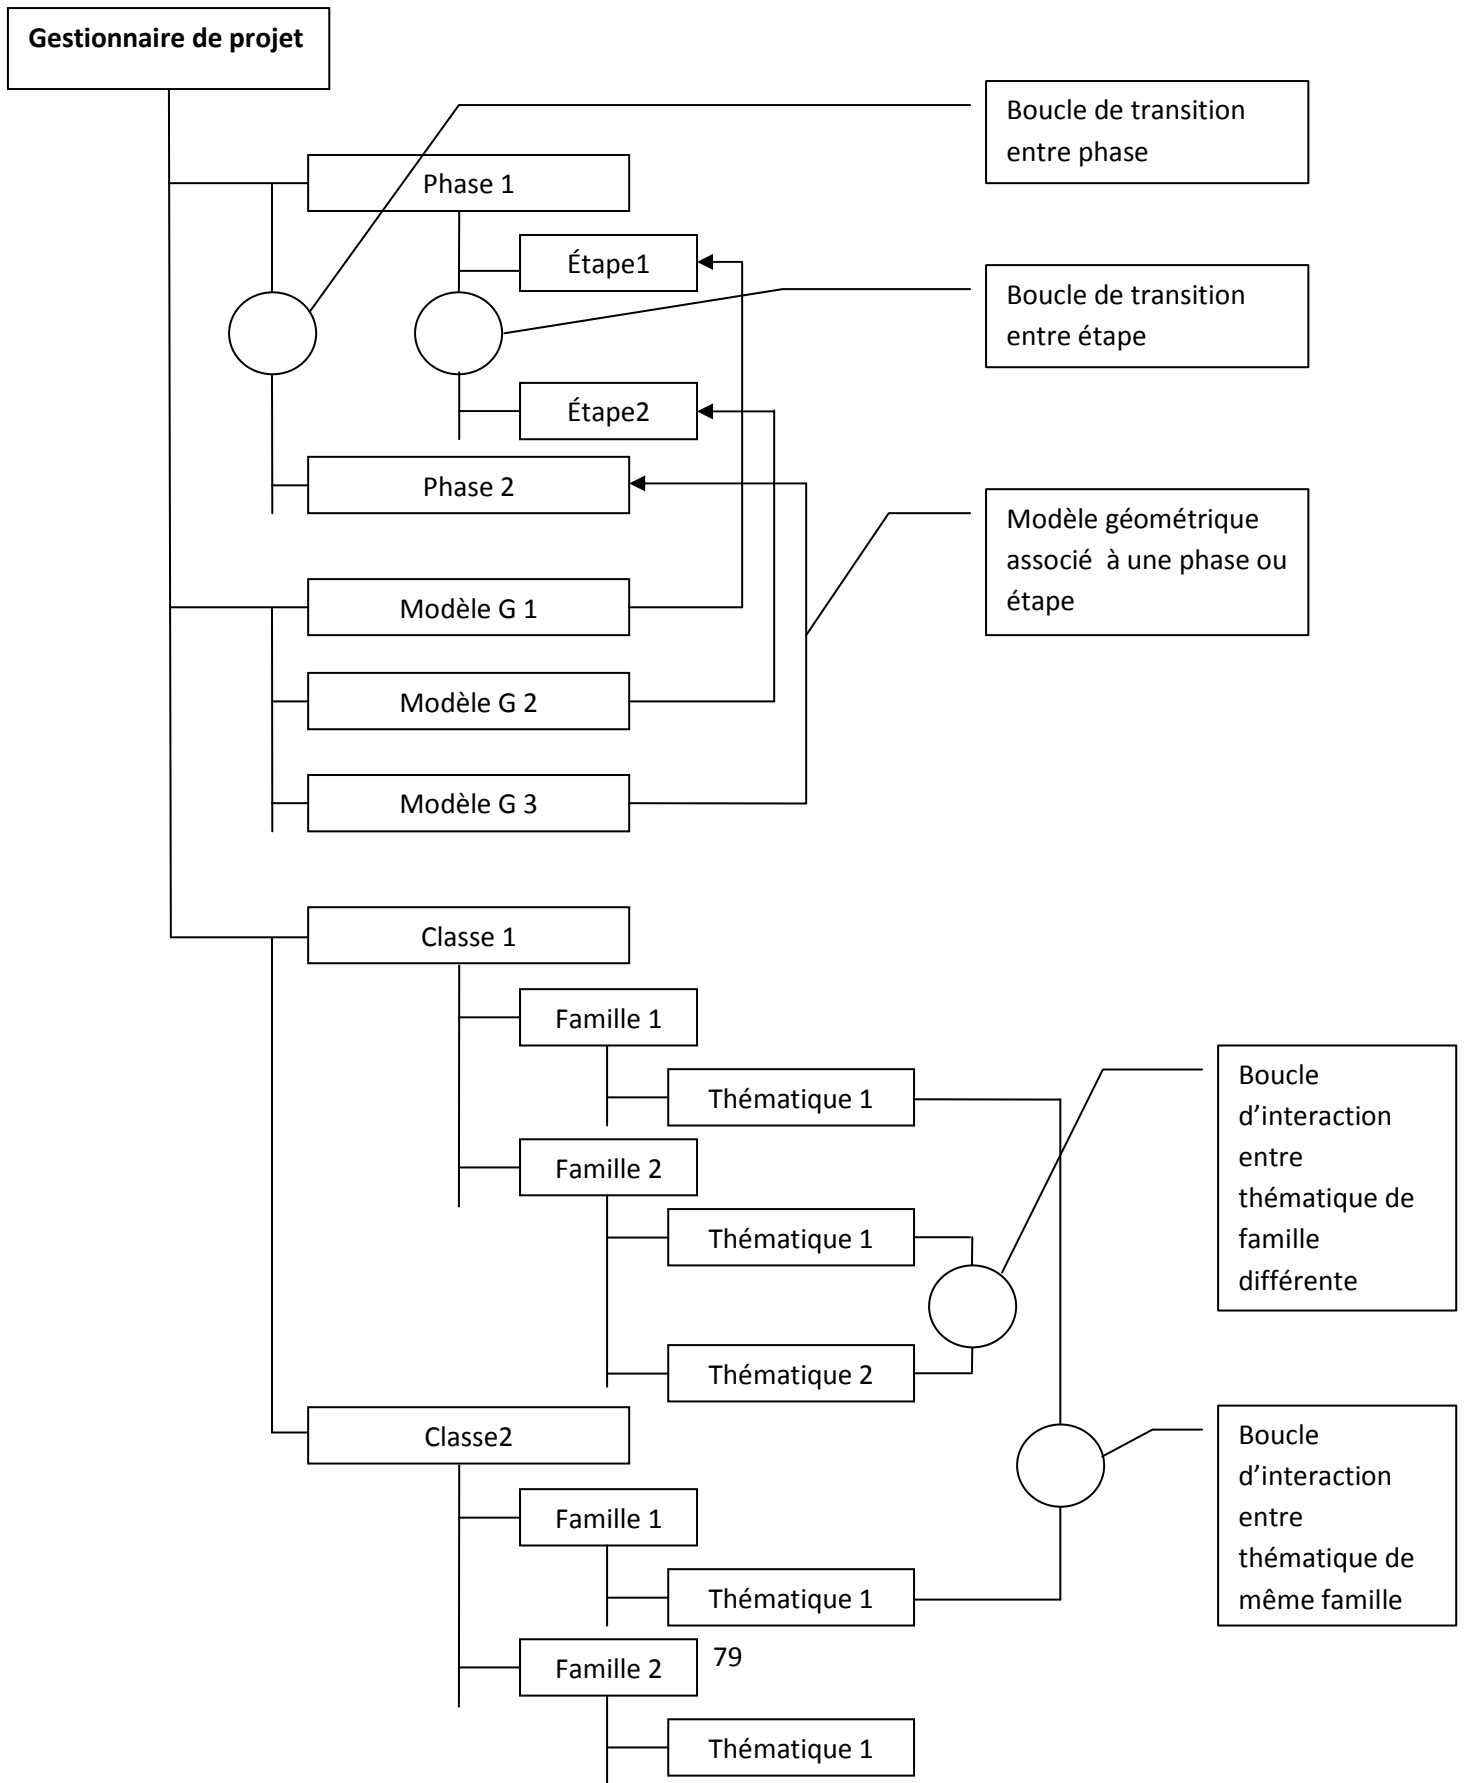 Gestionnaire de projet
Boucle de transition
entre phase
Phase 1
Étape1
Boucle de transition
entre étape
Étape2
Phase 2
Modèle géométrique
associé  à une phase ou
étape
Modèle G 1
Modèle G 2
Modèle G 3
Classe 1
Famille 1
Thématique 1
Boucle
d’interaction
entre
thématique de
famille
différente
Famille 2
Thématique 1
Thématique 2
Classe2
Boucle
d’interaction
entre
thématique de
même famille
Famille 1
Thématique 1
79
Famille 2
Thématique 1